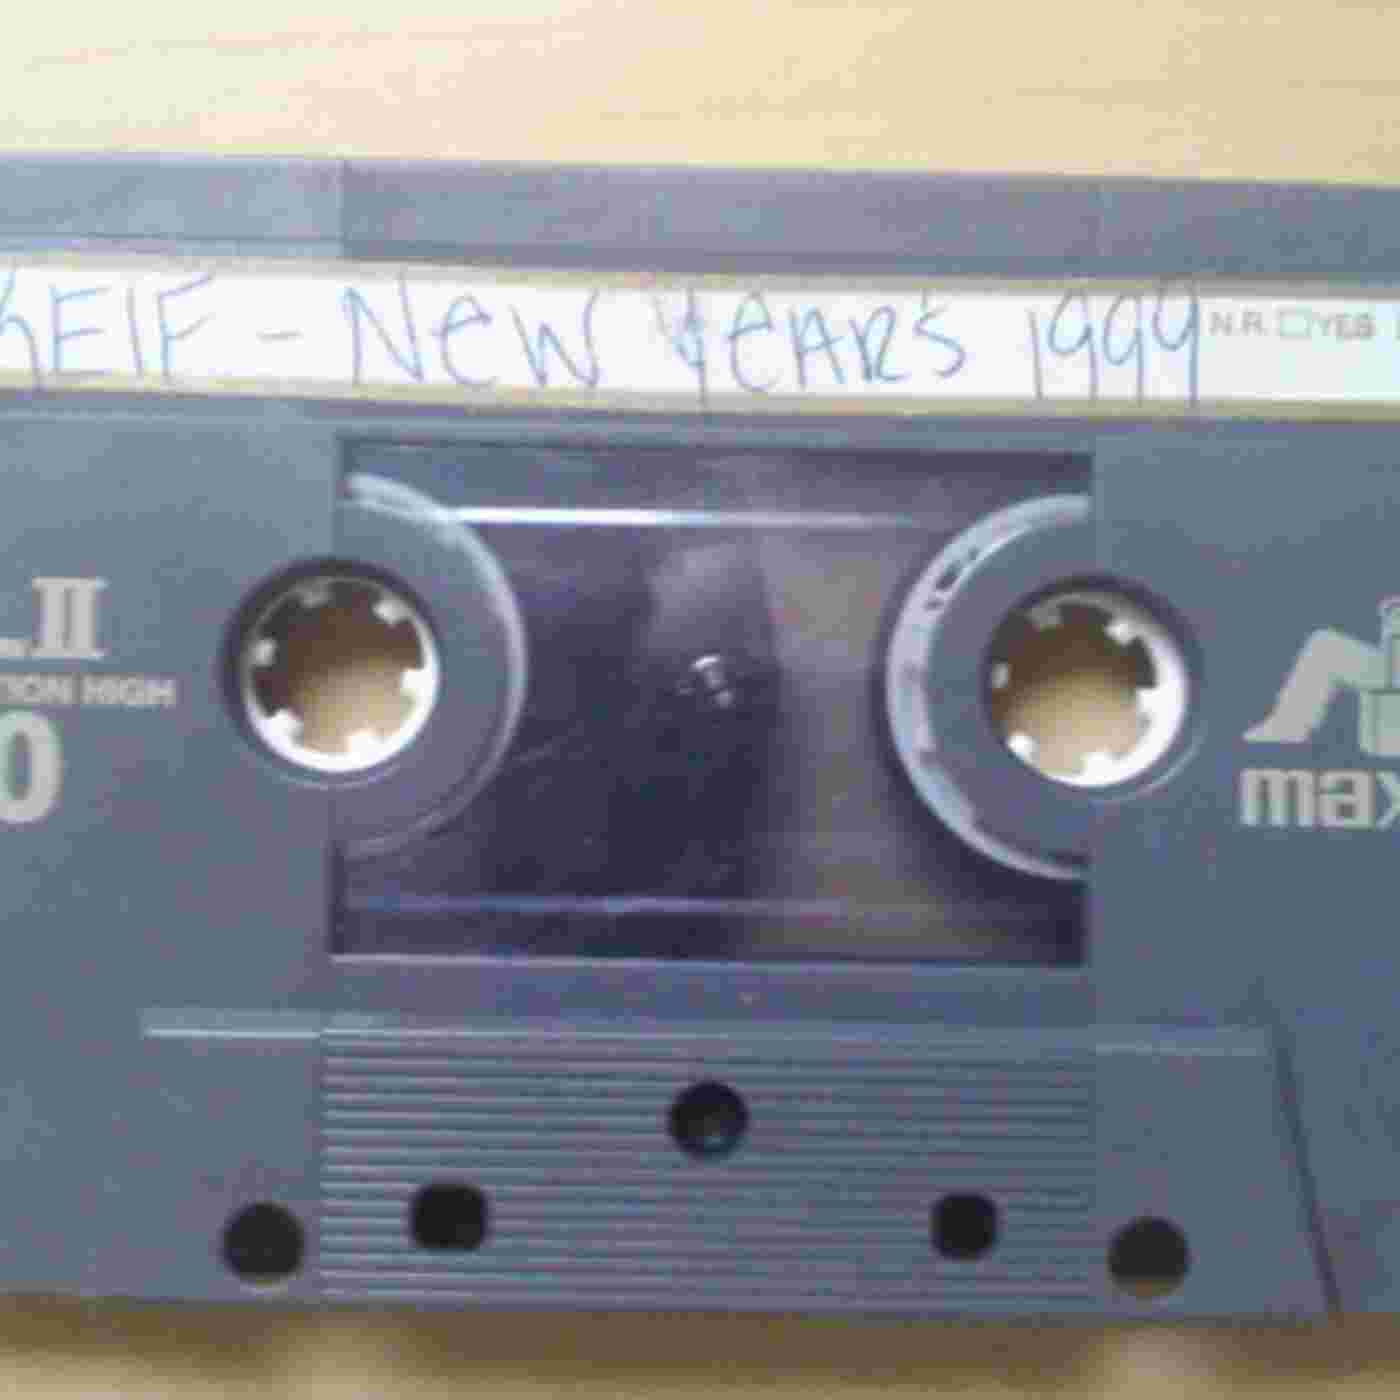 KEIF - New YeAR's 1999 N.R. YES
II
TION HIGH
0
max